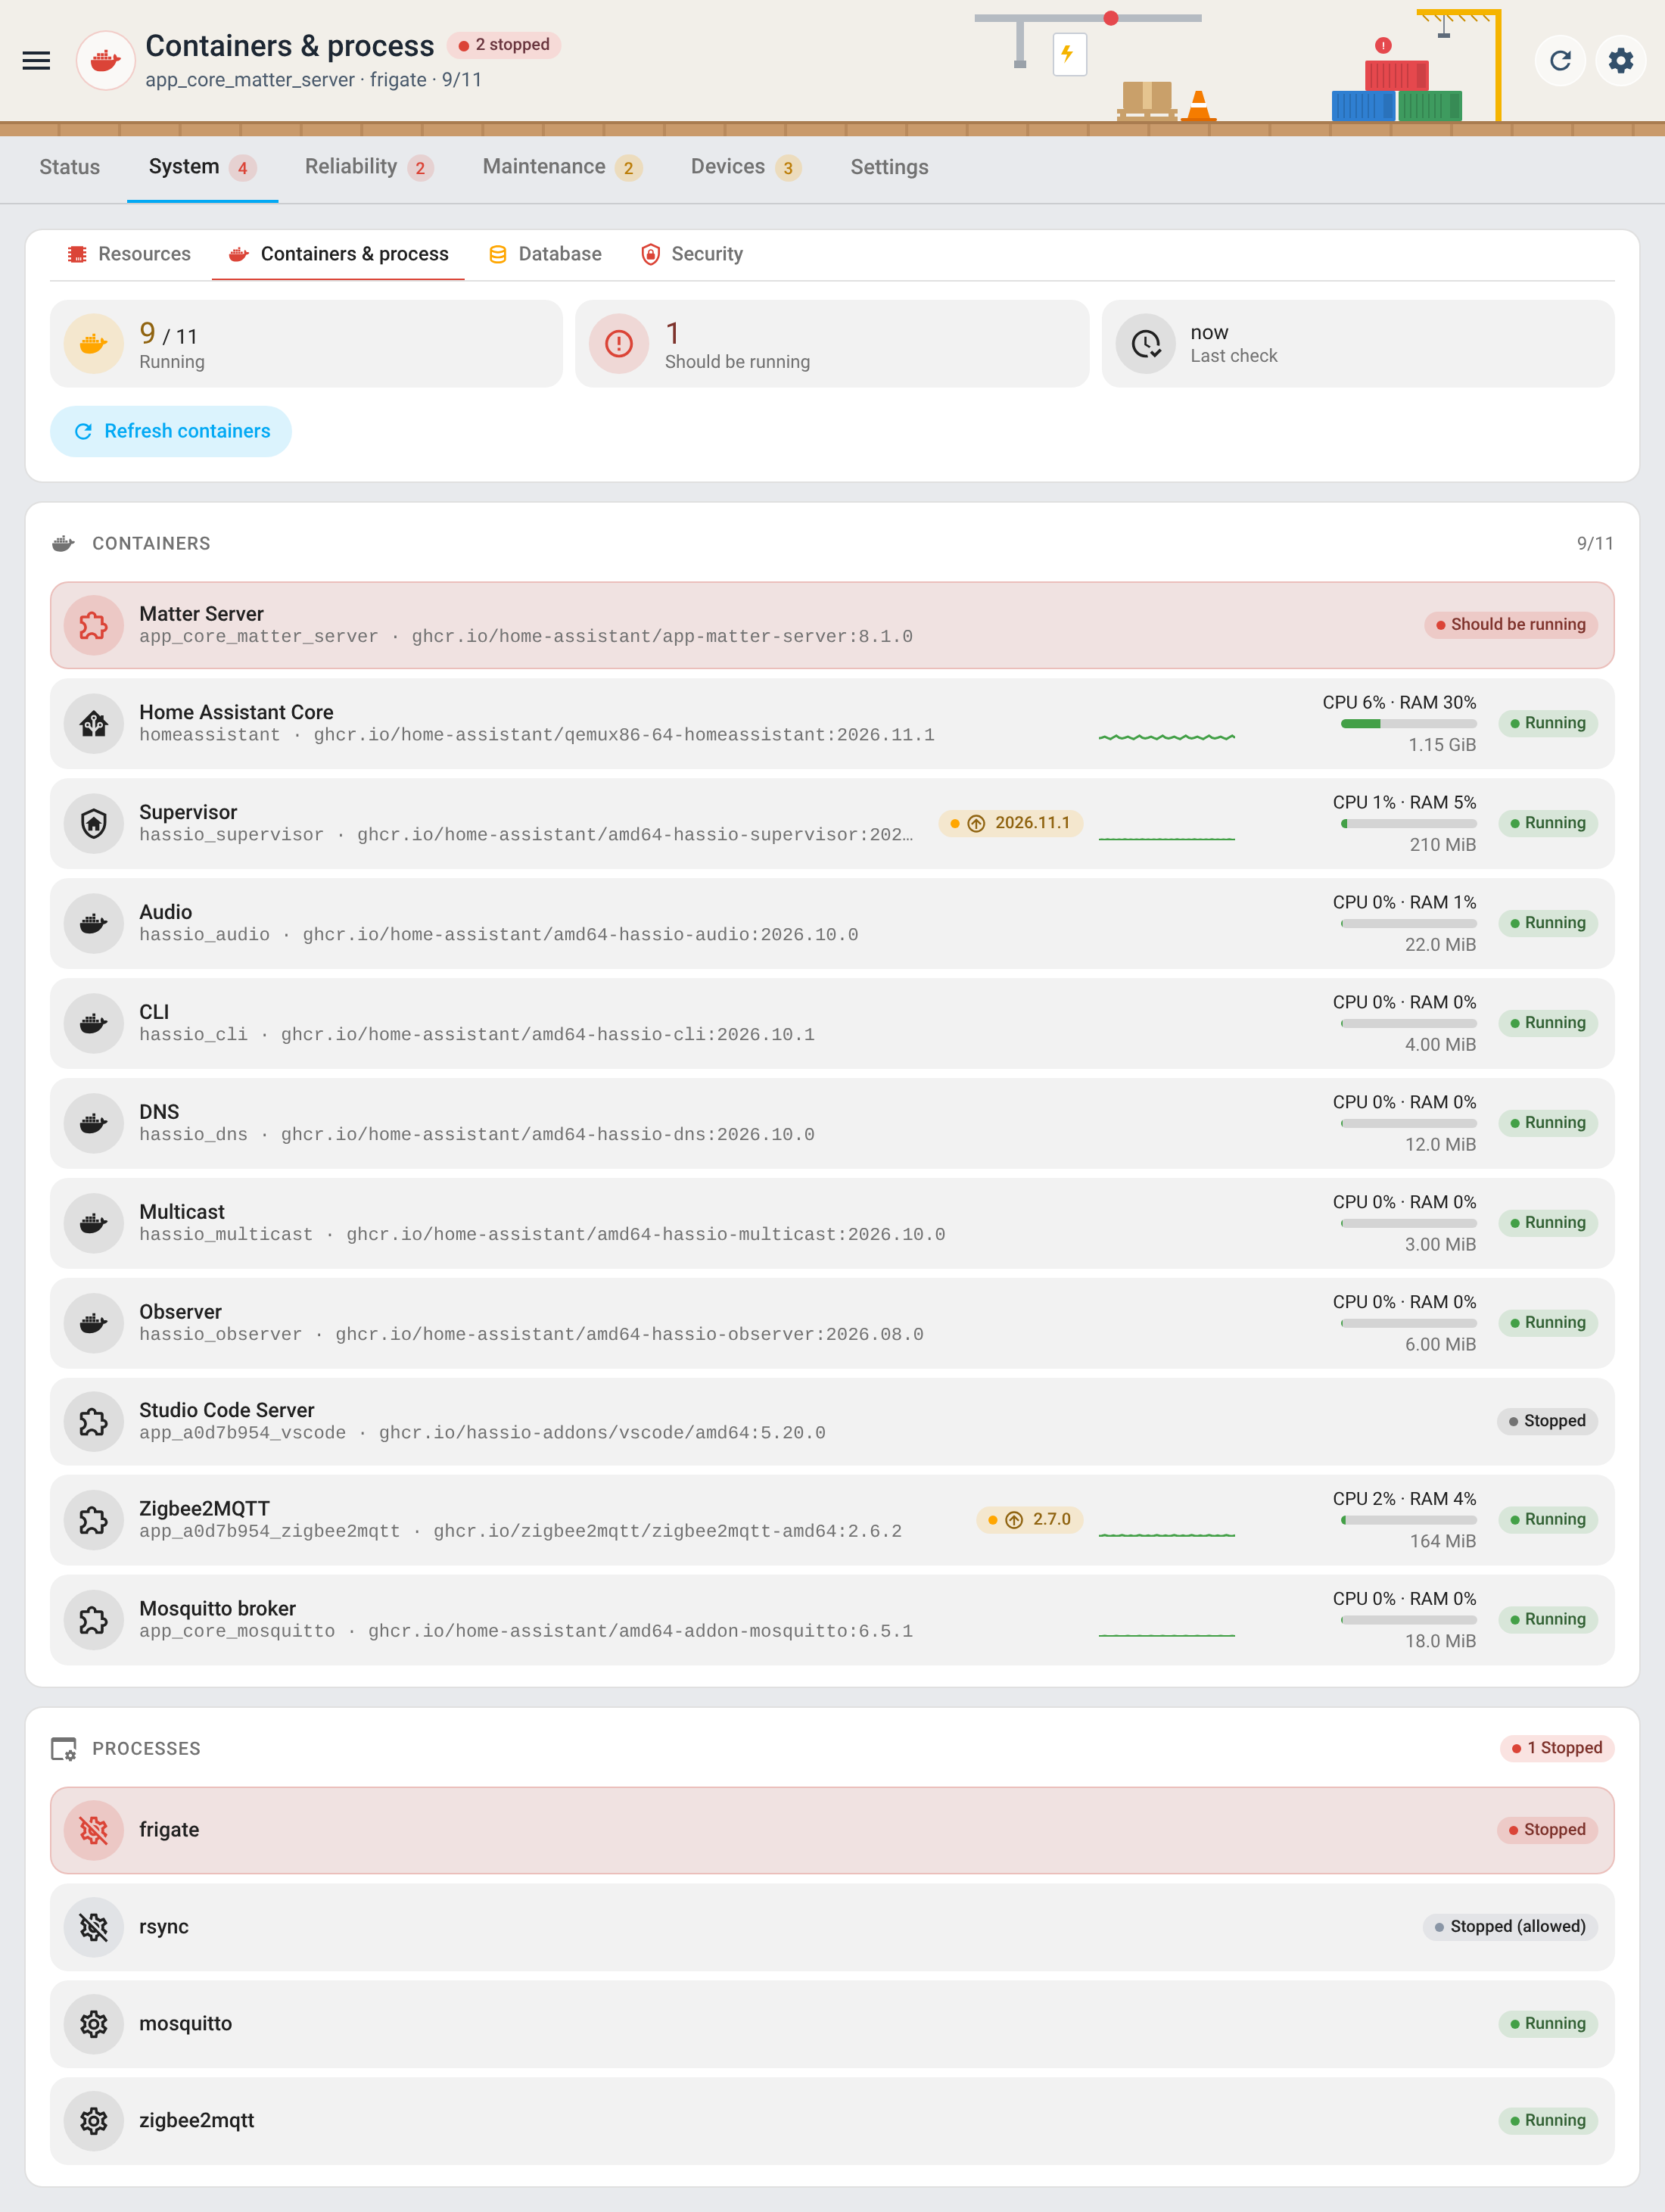 Containers & process
2 stopped
app_core_matter_server · frigate · 9/11
Status
System 4
Reliability 2
Maintenance 2
Devices 3
Settings
Resources
Containers & process
Database
Security
9 / 11
Running
1
Should be running
now
Last check
Refresh containers
CONTAINERS
9/11
Matter Server
app_core_matter_server · ghcr.io/home-assistant/app-matter-server:8.1.0
Should be running
Home Assistant Core
homeassistant · ghcr.io/home-assistant/qemux86-64-homeassistant:2026.11.1
CPU 6% · RAM 30%
1.15 GiB
Running
Supervisor
hassio_supervisor · ghcr.io/home-assistant/amd64-hassio-supervisor:202…
2026.11.1
CPU 1% · RAM 5%
210 MiB
Running
Audio
hassio_audio · ghcr.io/home-assistant/amd64-hassio-audio:2026.10.0
CPU 0% · RAM 1%
22.0 MiB
Running
CLI
hassio_cli · ghcr.io/home-assistant/amd64-hassio-cli:2026.10.1
CPU 0% · RAM 0%
4.00 MiB
Running
DNS
hassio_dns · ghcr.io/home-assistant/amd64-hassio-dns:2026.10.0
CPU 0% · RAM 0%
12.0 MiB
Running
Multicast
hassio_multicast · ghcr.io/home-assistant/amd64-hassio-multicast:2026.10.0
CPU 0% · RAM 0%
3.00 MiB
Running
Observer
hassio_observer · ghcr.io/home-assistant/amd64-hassio-observer:2026.08.0
CPU 0% · RAM 0%
6.00 MiB
Running
Studio Code Server
app_a0d7b954_vscode · ghcr.io/hassio-addons/vscode/amd64:5.20.0
Stopped
Zigbee2MQTT
app_a0d7b954_zigbee2mqtt · ghcr.io/zigbee2mqtt/zigbee2mqtt-amd64:2.6.2
2.7.0
CPU 2% · RAM 4%
164 MiB
Running
Mosquitto broker
app_core_mosquitto · ghcr.io/home-assistant/amd64-addon-mosquitto:6.5.1
CPU 0% · RAM 0%
18.0 MiB
Running
PROCESSES
1 Stopped
frigate
Stopped
rsync
Stopped (allowed)
mosquitto
Running
zigbee2mqtt
Running